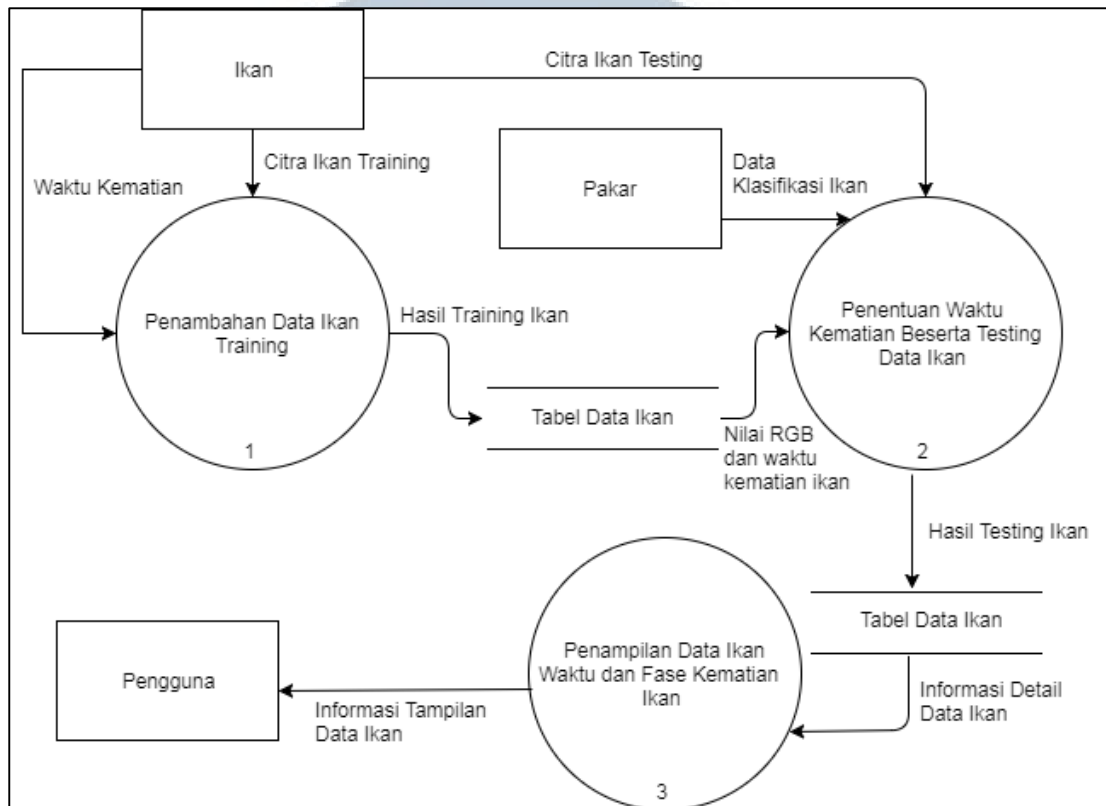 Ikan
Citra Ikan Testing
Citra Ikan Training
Waktu Kematian
Pakar
Data
Klasifikasi Ikan
Penambahan Data Ikan
Training
1
Hasil Training Ikan
Tabel Data Ikan
Nilai RGB
dan waktu
kematian ikan
Penentuan Waktu
Kematian Beserta Testing
Data Ikan
2
Hasil Testing Ikan
Tabel Data Ikan
Informasi Detail
Data Ikan
Penampilan Data Ikan
Waktu dan Fase Kematian
Ikan
3
Informasi Tampilan
Data Ikan
Pengguna